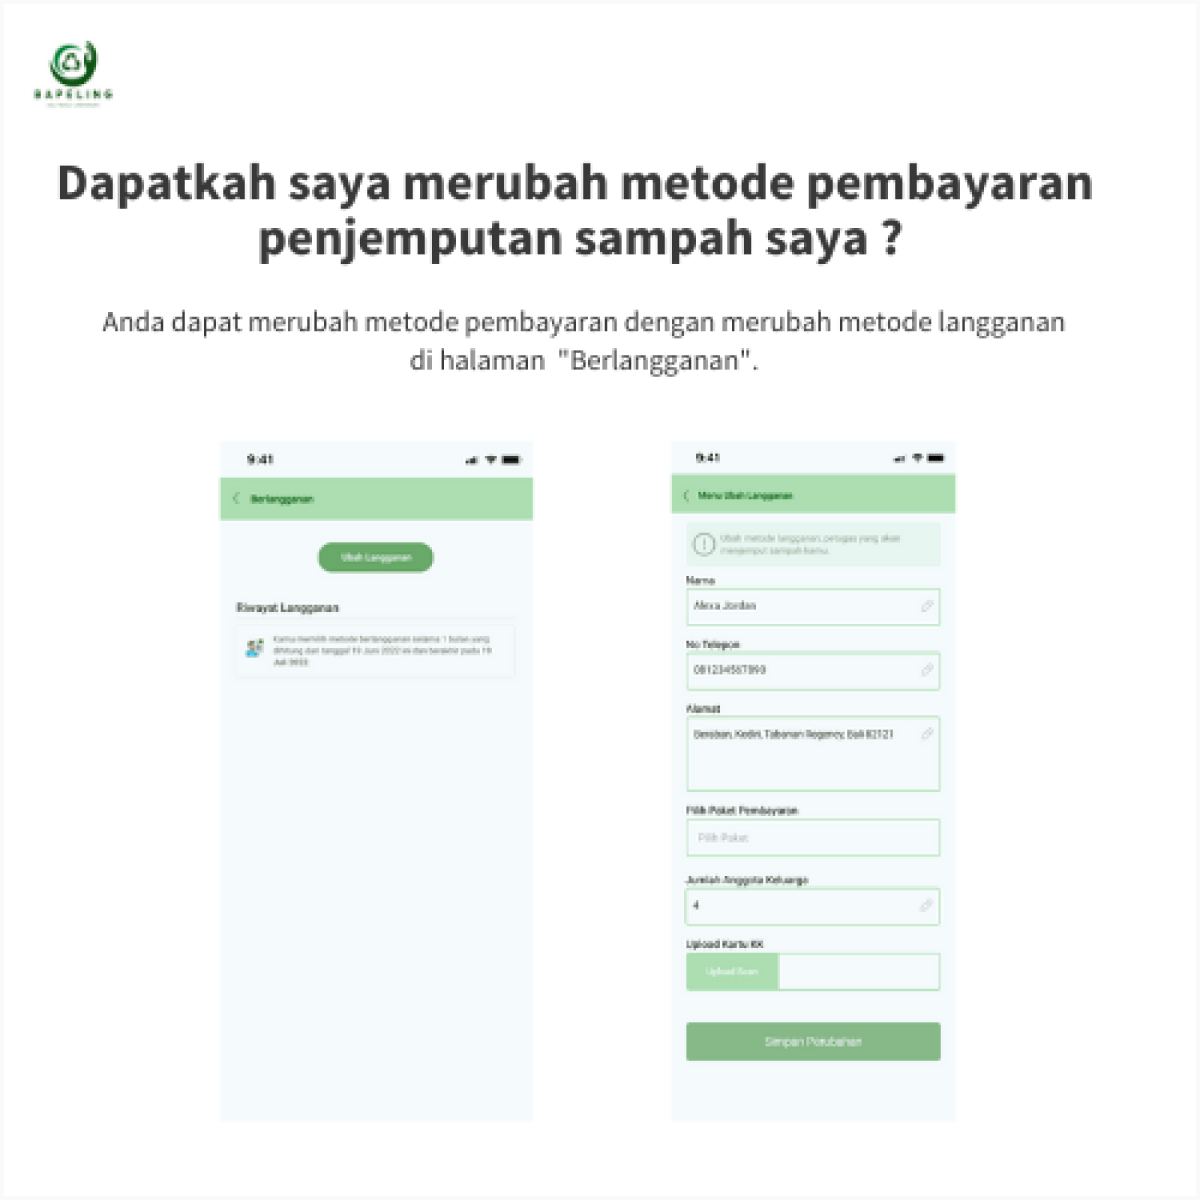 BAPELING
Dapatkah saya merubah metode pembayaran
penjemputan sampah saya ?
Anda dapat merubah metode pembayaran dengan merubah metode langganan
di halaman "Berlangganan".
9:41
Berlangganan
Ubah Langganan
Riwayat Langganan
Kamu memilih metode berlangganan selama 1 bulan yang
dihitung dari tanggal 19 Juni 2022 ini dan berakhir pada 19
Juli 2022
9:41
Menu Ubah Langganan
Ubah metode langganan, petugas yang akan
menjemput sampah kamu.
Nama
Alexa Jordan
No Telepon
081234567890
Alamat
Beraban, Kediri, Tabanan Regency, Bali 82121
Pilih Paket Pembayaran
Pilih Paket
Jumlah Anggota Keluarga
4
Upload Kartu KK
Upload Scan
Simpan Perubahan